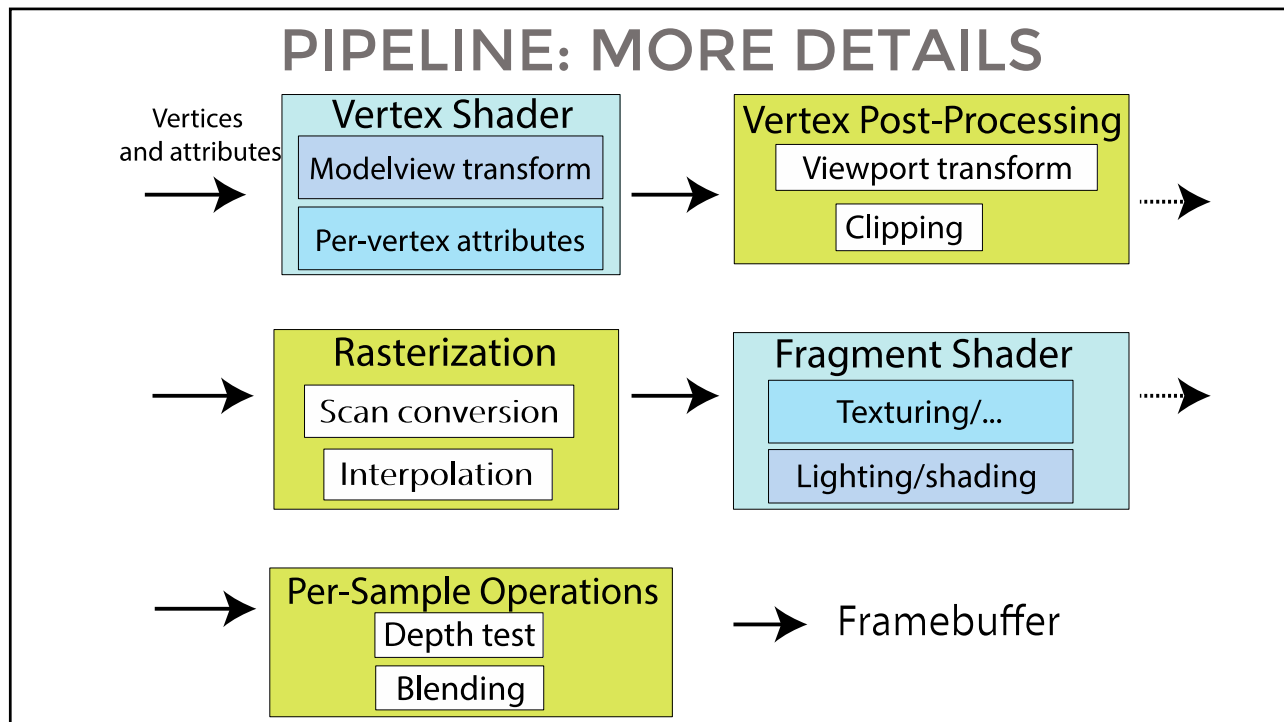 PIPELINE: MORE DETAILS
Vertices
and attributes
Vertex Shader
Modelview transform
Per-vertex attributes
Vertex Post-Processing
Viewport transform
Clipping
Rasterization
Scan conversion
Interpolation
Fragment Shader
Texturing/...
Lighting/shading
Per-Sample Operations
Depth test
Blending
Framebuffer